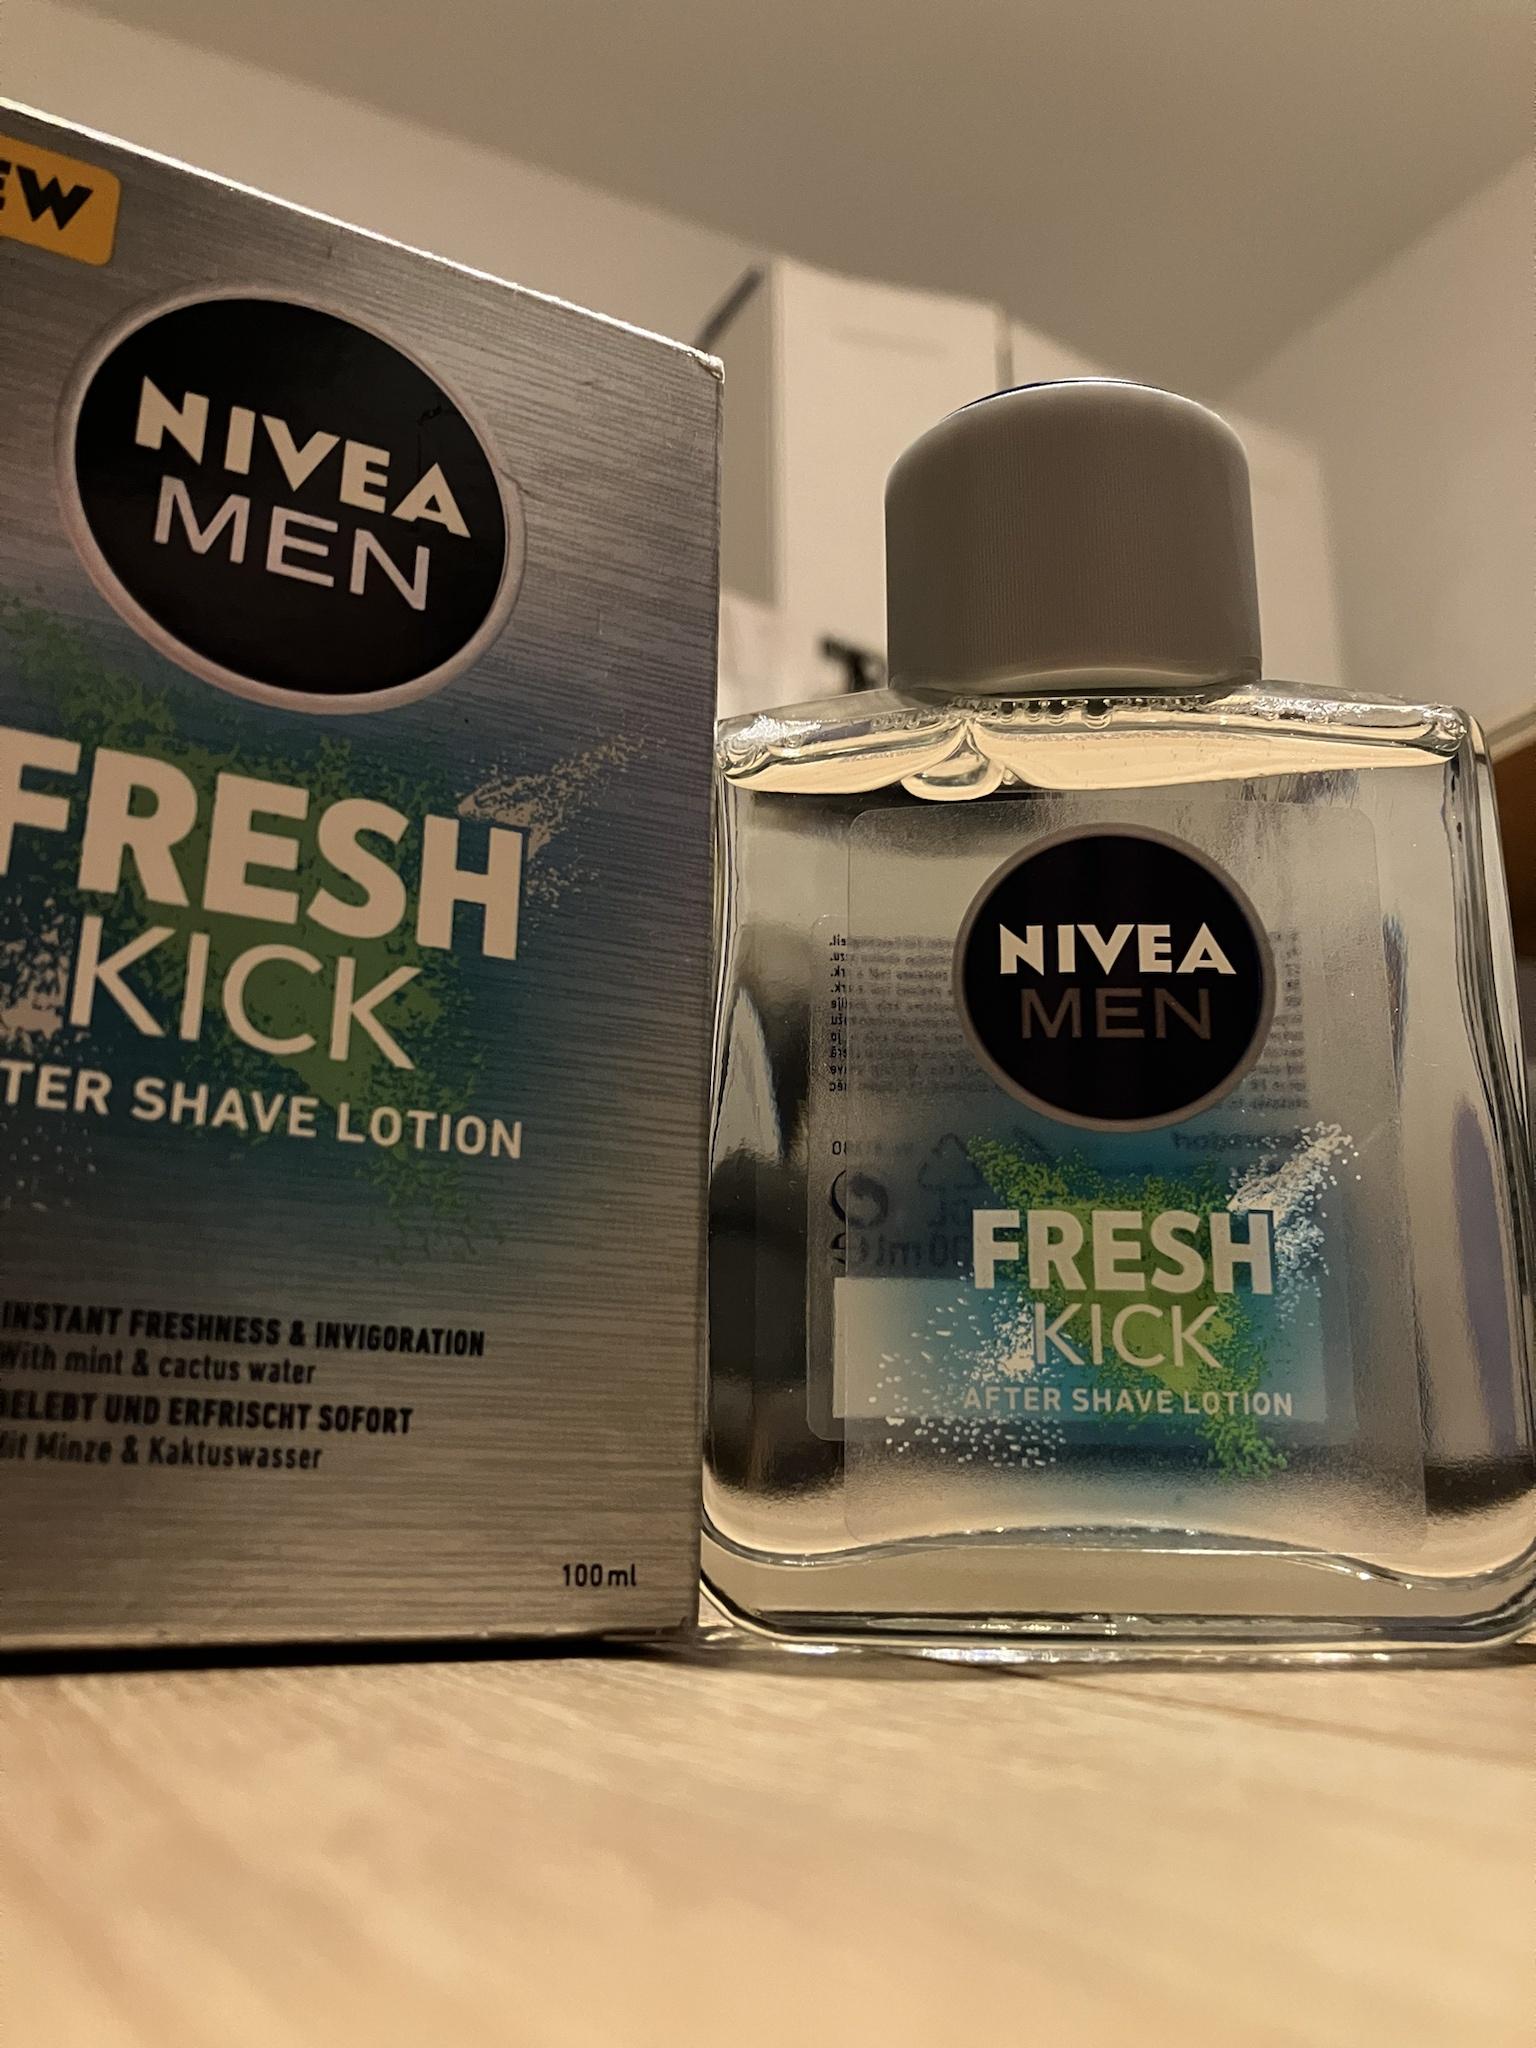 EW
NIVEA
MEN
FRESH
KICK
TER SHAVE LOTION
INSTANT FRESHNESS & INVIGORATION
With mint & cactus water
BELEBT UND ERFRISCHT SOFORT
Mit Minze & Kaktuswasser
100ml
NIVEA
MEN
FRESH
KICK
AFTER SHAVE LOTION